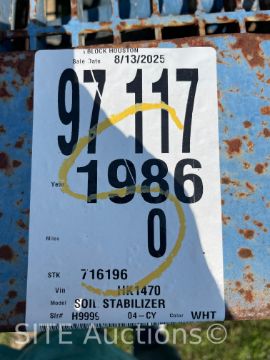 BLOCK HOUSTON
Sale Date 8/13/2025
97 117
Year 1986
Miles 0
STK 716196
Vin HK1470
Model SOIL STABILIZER
Slr# H9995 04-CY Color WHT
SITE Auctions